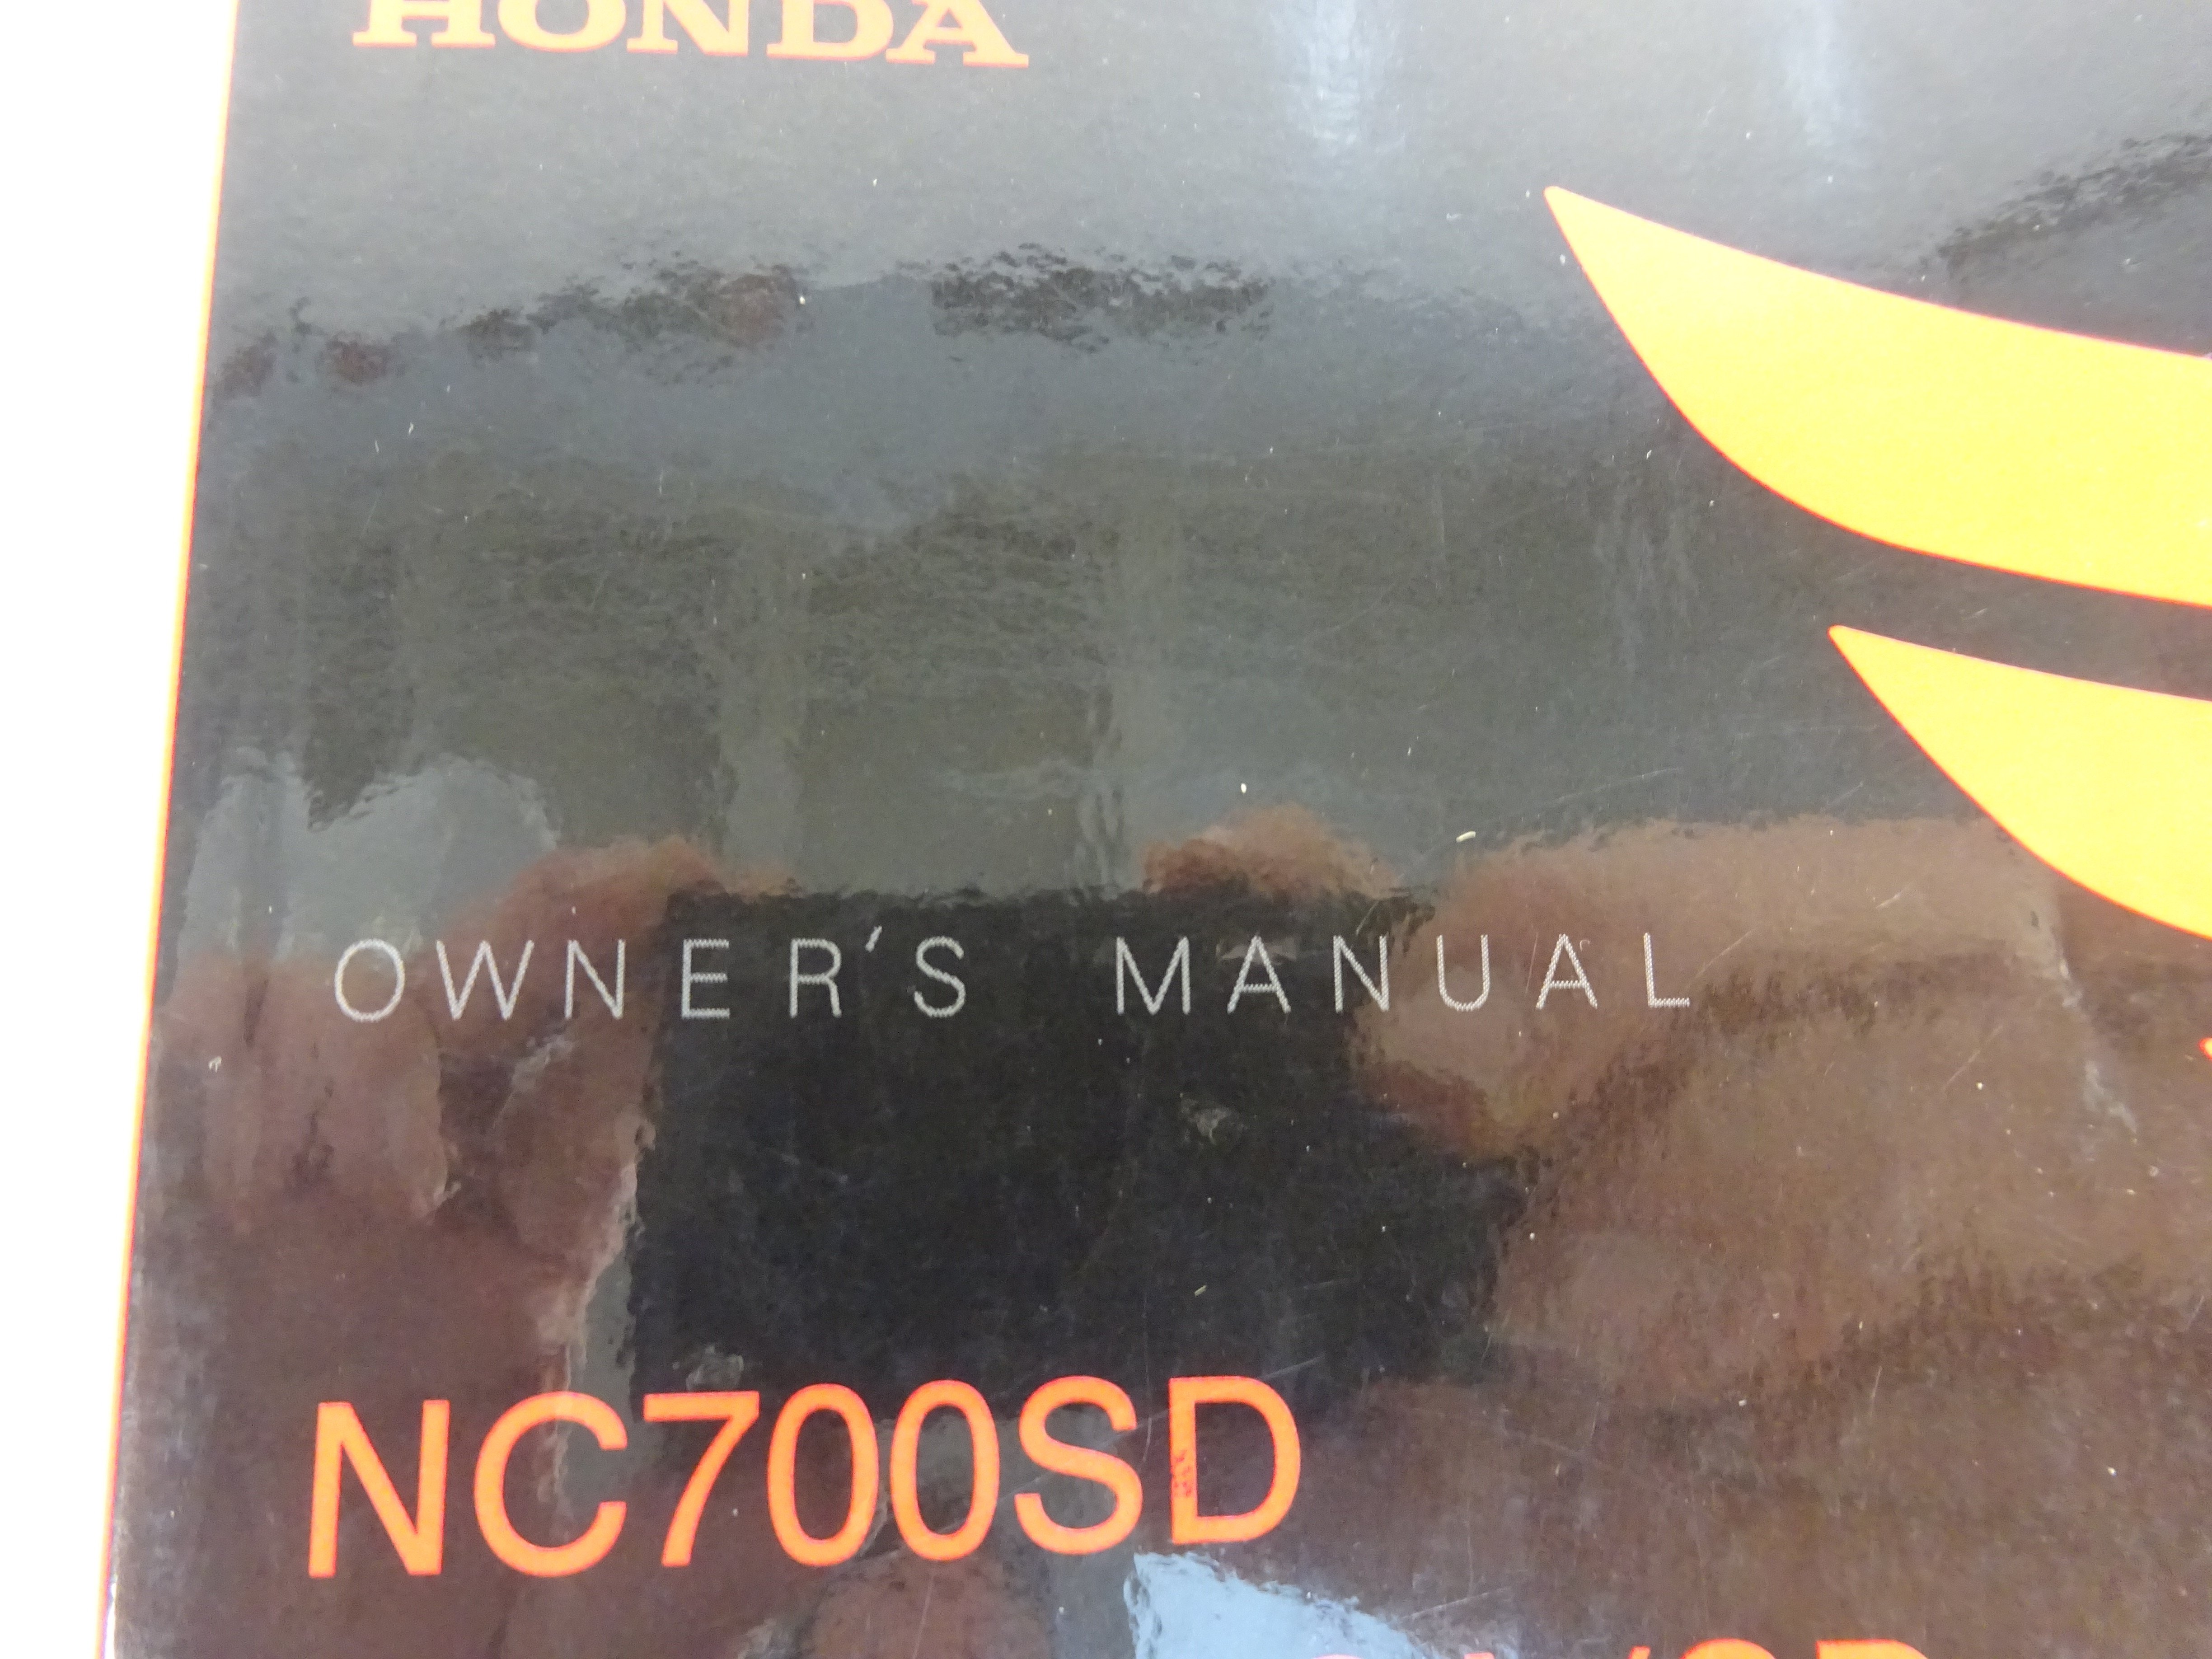 HONDA
OWNER'S MANUAL
NC700SD